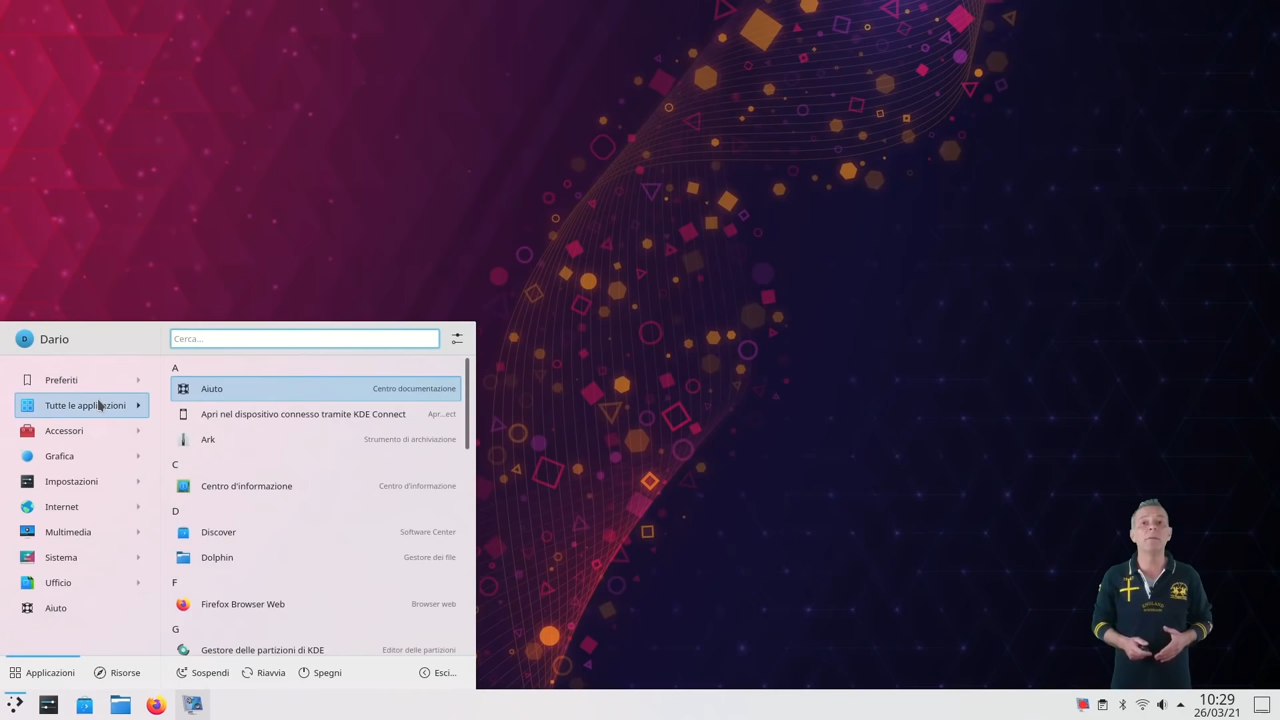 D Dario
Cerca...
Preferiti
Tutte le applicazioni
Accessori
Grafica
Impostazioni
Internet
Multimedia
Sistema
Ufficio
Aiuto
A
Aiuto Centro documentazione
Apri nel dispositivo connesso tramite KDE Connect Apr...ect
Ark Strumento di archiviazione
C
Centro d'informazione Centro d'informazione
D
Discover Software Center
Dolphin Gestore dei file
F
Firefox Browser Web Browser web
G
Gestore delle partizioni di KDE Editor delle partizioni
Applicazioni Risorse Sospendi Riavvia Spegni Esci...
ENGLAND
10:29
26/03/21